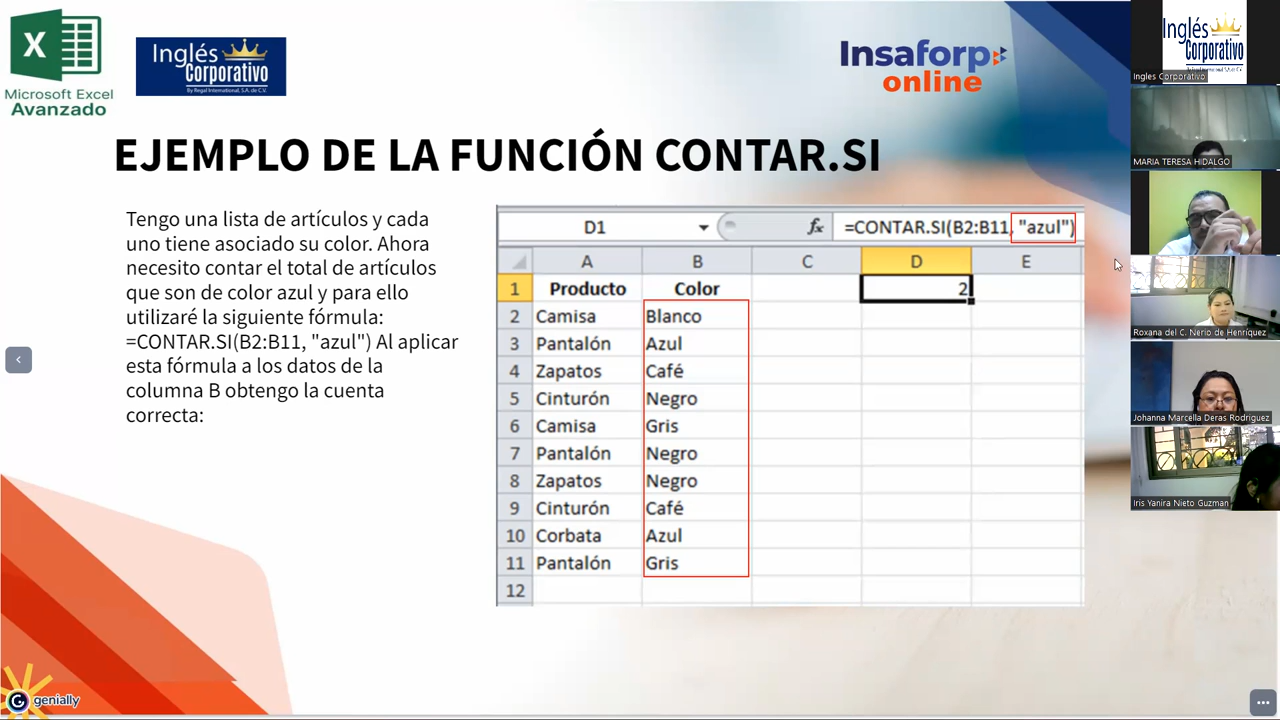 Microsoft Excel
Avanzado
Inglés
Corporativo
By Regal International, S.A. de C.V.
Insaforp
online
EJEMPLO DE LA FUNCIÓN CONTAR.SI
Tengo una lista de artículos y cada
uno tiene asociado su color. Ahora
necesito contar el total de artículos
que son de color azul y para ello
utilizaré la siguiente fórmula:
=CONTAR.SI(B2:B11, "azul") Al aplicar
esta fórmula a los datos de la
columna B obtengo la cuenta
correcta:
D1 fx =CONTAR.SI(B2:B11, "azul")
A B C D E
1 Producto Color 2
2 Camisa Blanco
3 Pantalón Azul
4 Zapatos Café
5 Cinturón Negro
6 Camisa Gris
7 Pantalón Negro
8 Zapatos Negro
9 Cinturón Café
10 Corbata Azul
11 Pantalón Gris
12
genially
Inglés
Corporativo
Ingles Corporativo
MARIA TERESA HIDALGO
Roxana del C. Nerio de Henríquez
Johanna Marcella Deras Rodriguez
Iris Yanira Nieto Guzman